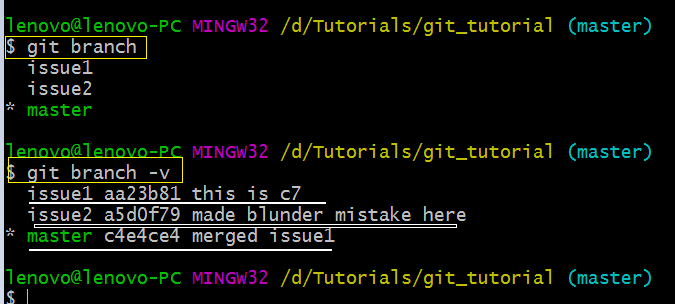 lenovo@lenovo-PC MINGW32 /d/Tutorials/git_tutorial (master)
$ git branch
issue1
issue2
* master
lenovo@lenovo-PC MINGW32 /d/Tutorials/git_tutorial (master)
$ git branch -v
issue1 aa23b81 this is c7
issue2 a5d0f79 made blunder mistake here
* master c4e4ce4 merged issue1
lenovo@lenovo-PC MINGW32 /d/Tutorials/git_tutorial (master)
$